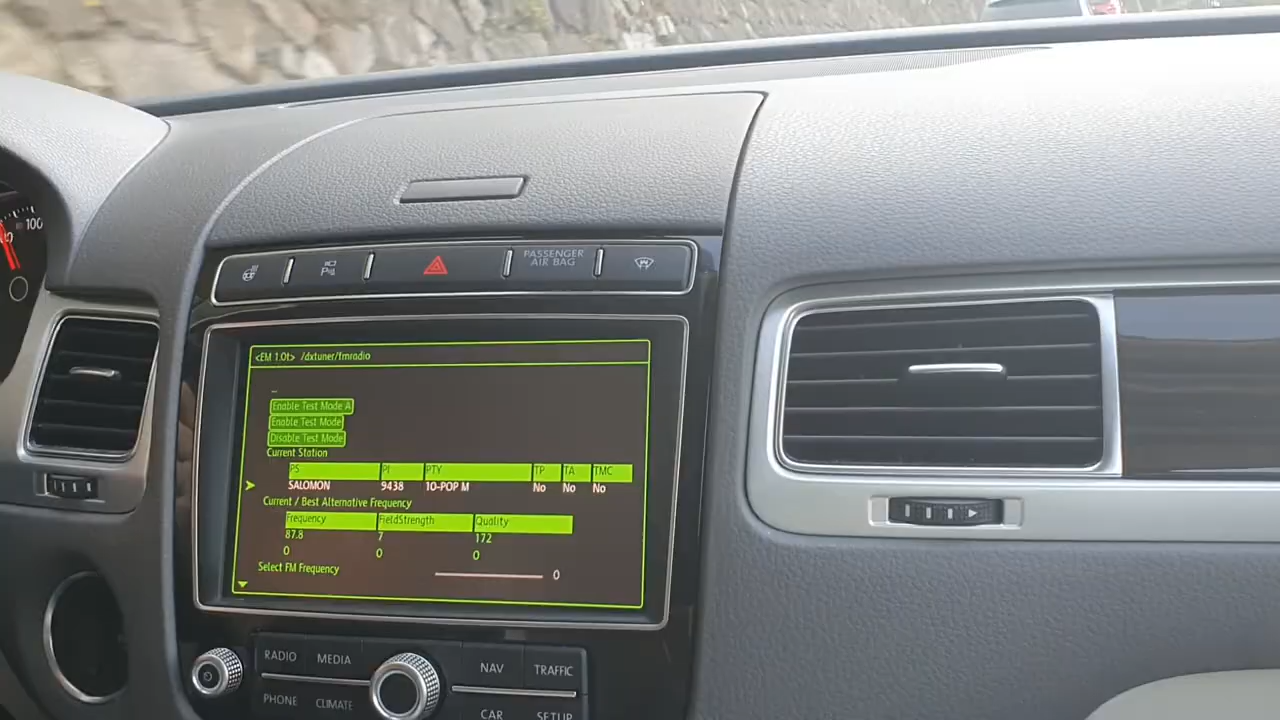 100
PASSENGER
AIR BAG
<EM 1.0t> /dxtuner/fmradio
Enable Test Mode A
Enable Test Mode
Disable Test Mode
Current Station
PS PI PTY TP TA TMC
SALOMON 9438 10-POP M No No No
Current / Best Alternative Frequency
Frequency FieldStrength Quality
87.8 7 172
0 0 0
Select FM Frequency 0
RADIO MEDIA NAV TRAFFIC
PHONE CLIMATE CAR SETUP